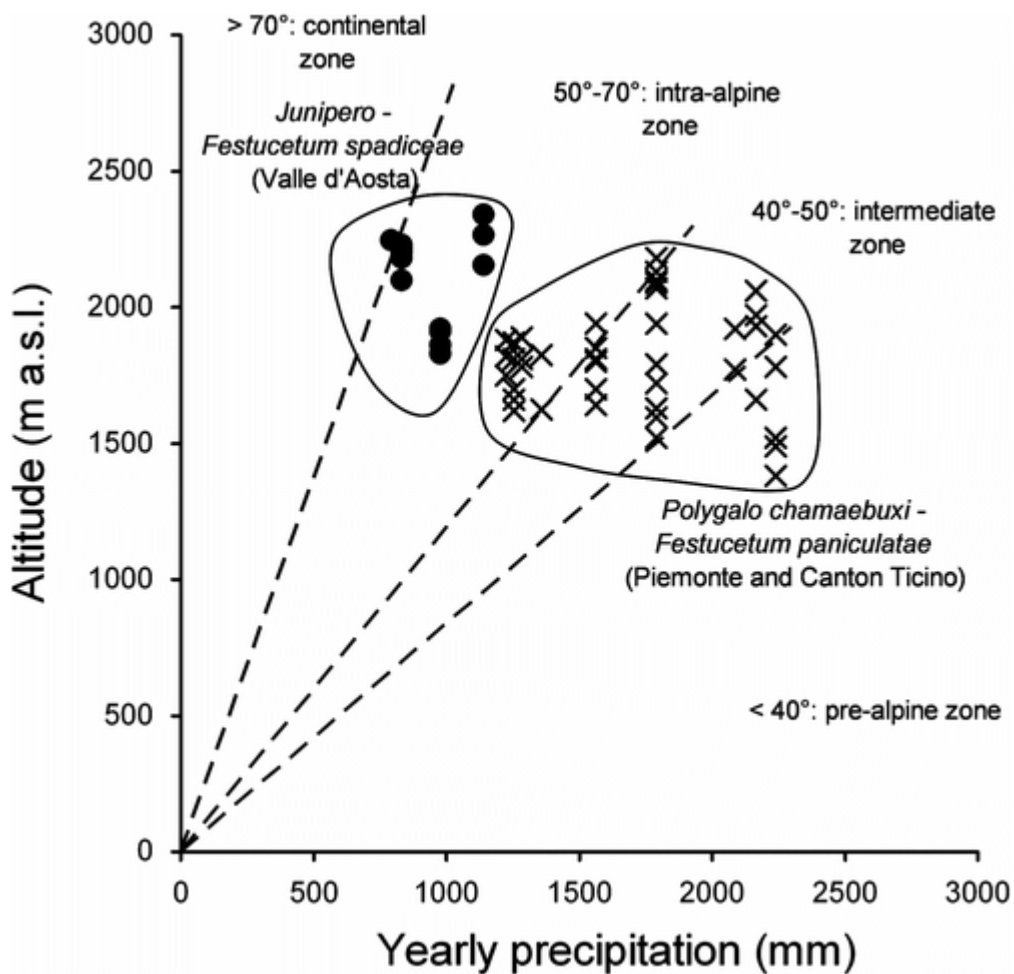 > 70°: continental
zone
50°-70°: intra-alpine
zone
Junipero -
Festucetum spadiceae
(Valle d'Aosta)
40°-50°: intermediate
zone
Polygalo chamaebuxi -
Festucetum paniculatae
(Piemonte and Canton Ticino)
< 40°: pre-alpine zone
Altitude (m a.s.l.)
3000
2500
2000
1500
1000
500
0
0 500 1000 1500 2000 2500 3000
Yearly precipitation (mm)